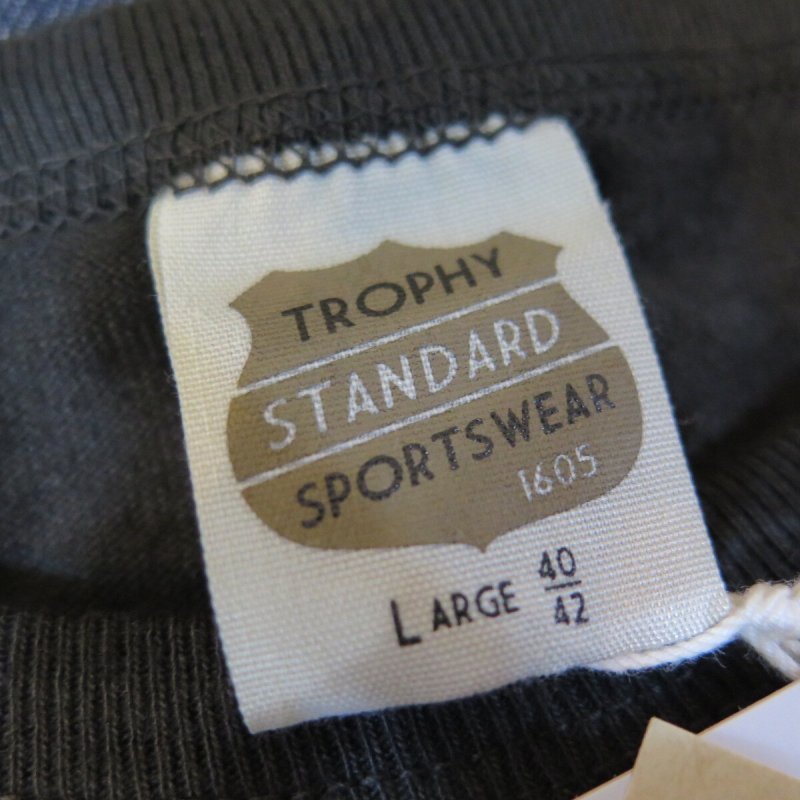 TROPHY
STANDARD
SPORTSWEAR
1605
LARGE 40/42